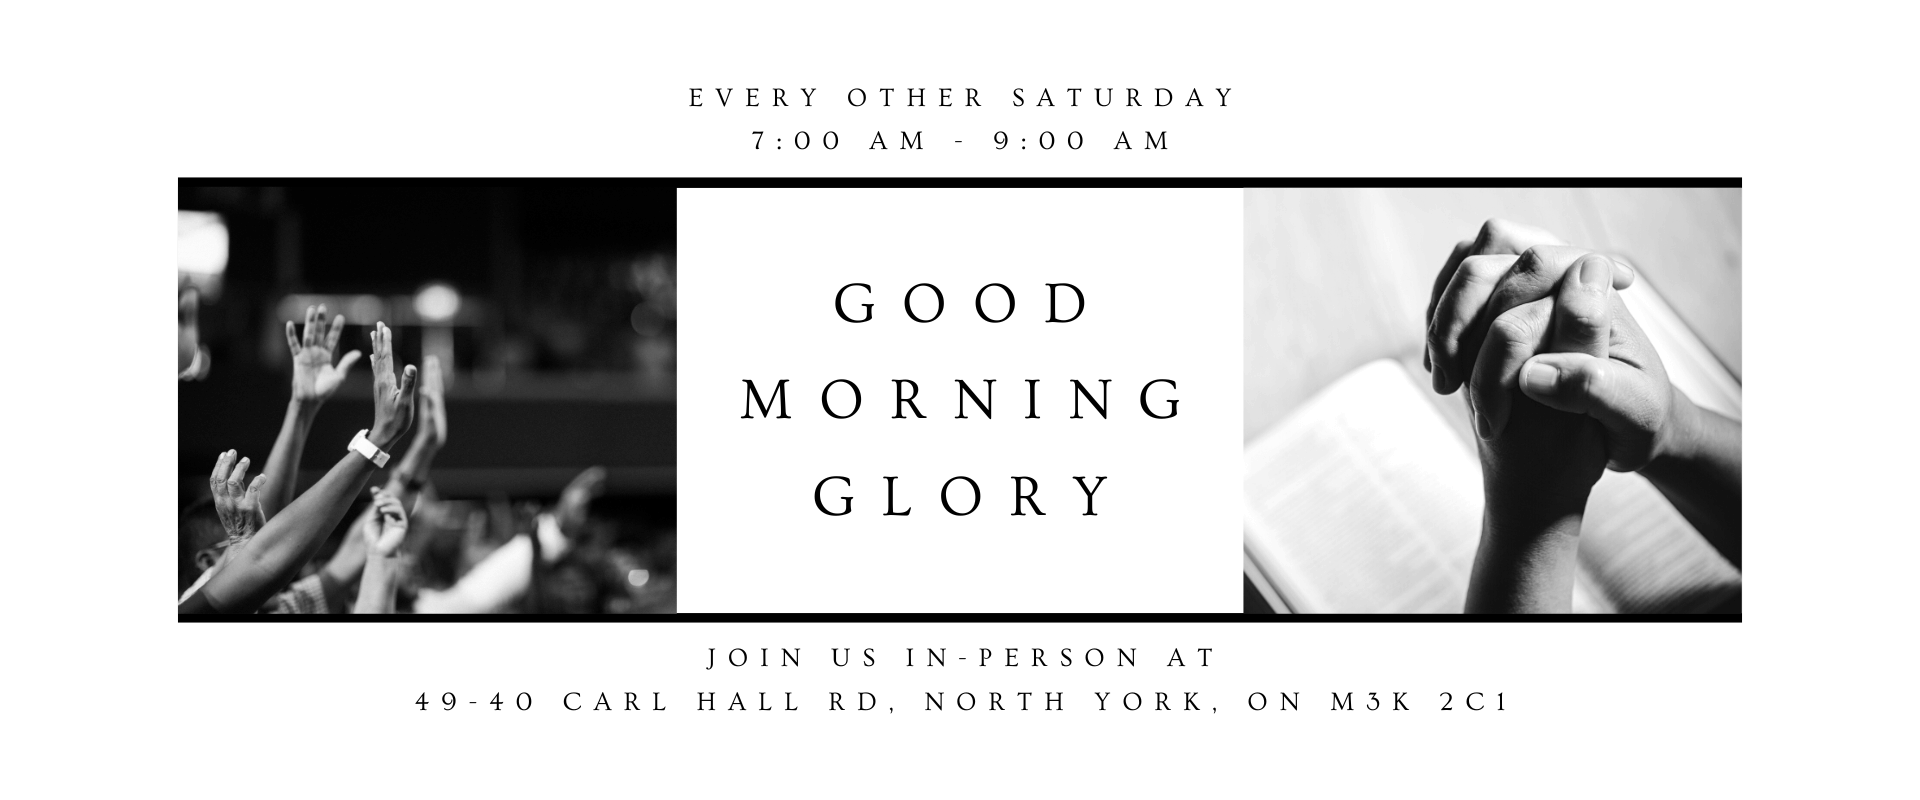 EVERY OTHER SATURDAY
7:00 AM - 9:00 AM
GOOD
MORNING
GLORY
JOIN US IN-PERSON AT
49-40 CARL HALL RD, NORTH YORK, ON M3K 2C1